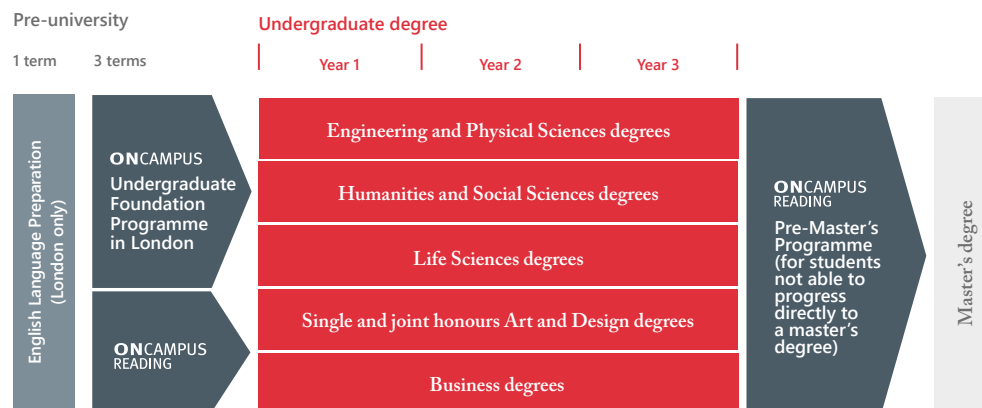 Pre-university
Undergraduate degree
1 term
3 terms
Year 1
Year 2
Year 3
English Language Preparation
(London only)
ONCAMPUS
Undergraduate
Foundation
Programme
in London
ONCAMPUS
READING
Engineering and Physical Sciences degrees
Humanities and Social Sciences degrees
Life Sciences degrees
Single and joint honours Art and Design degrees
Business degrees
ONCAMPUS
READING
Pre-Master's
Programme
(for students
not able to
progress
directly to
a master's
degree)
Master's degree